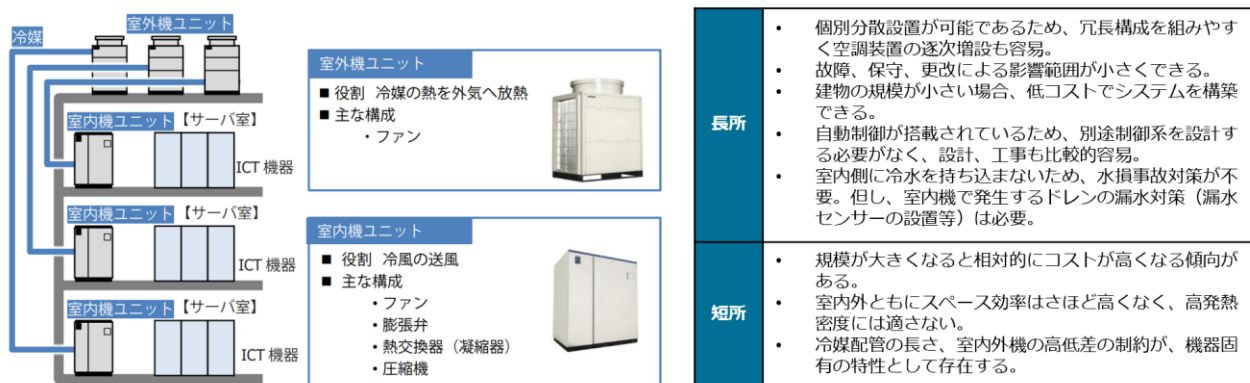 冷媒
室外機ユニット
室内機ユニット【サーバ室】
ICT 機器
室内機ユニット【サーバ室】
ICT 機器
室内機ユニット【サーバ室】
ICT 機器
室外機ユニット
■ 役割 冷媒の熱を外気へ放熱
■ 主な構成
・ファン
室内機ユニット
■ 役割 冷風の送風
■ 主な構成
・ファン
・膨張弁
・熱交換器（凝縮器）
・圧縮機
長所
• 個別分散設置が可能であるため、冗長構成を組みやす
く空調装置の逐次増設も容易。
• 故障、保守、更改による影響範囲が小さくできる。
• 建物の規模が小さい場合、低コストでシステムを構築
できる。
• 自動制御が搭載されているため、別途制御系を設計す
る必要がなく、設計、工事も比較的容易。
• 室内側に冷水を持ち込まないため、水損事故対策が不
要。但し、室内機で発生するドレンの漏水対策（漏水
センサーの設置等）は必要。
短所
• 規模が大きくなると相対的にコストが高くなる傾向が
ある。
• 室内外ともにスペース効率はさほど高くなく、高発熱
密度には適さない。
• 冷媒配管の長さ、室内外機の高低差の制約が、機器固
有の特性として存在する。